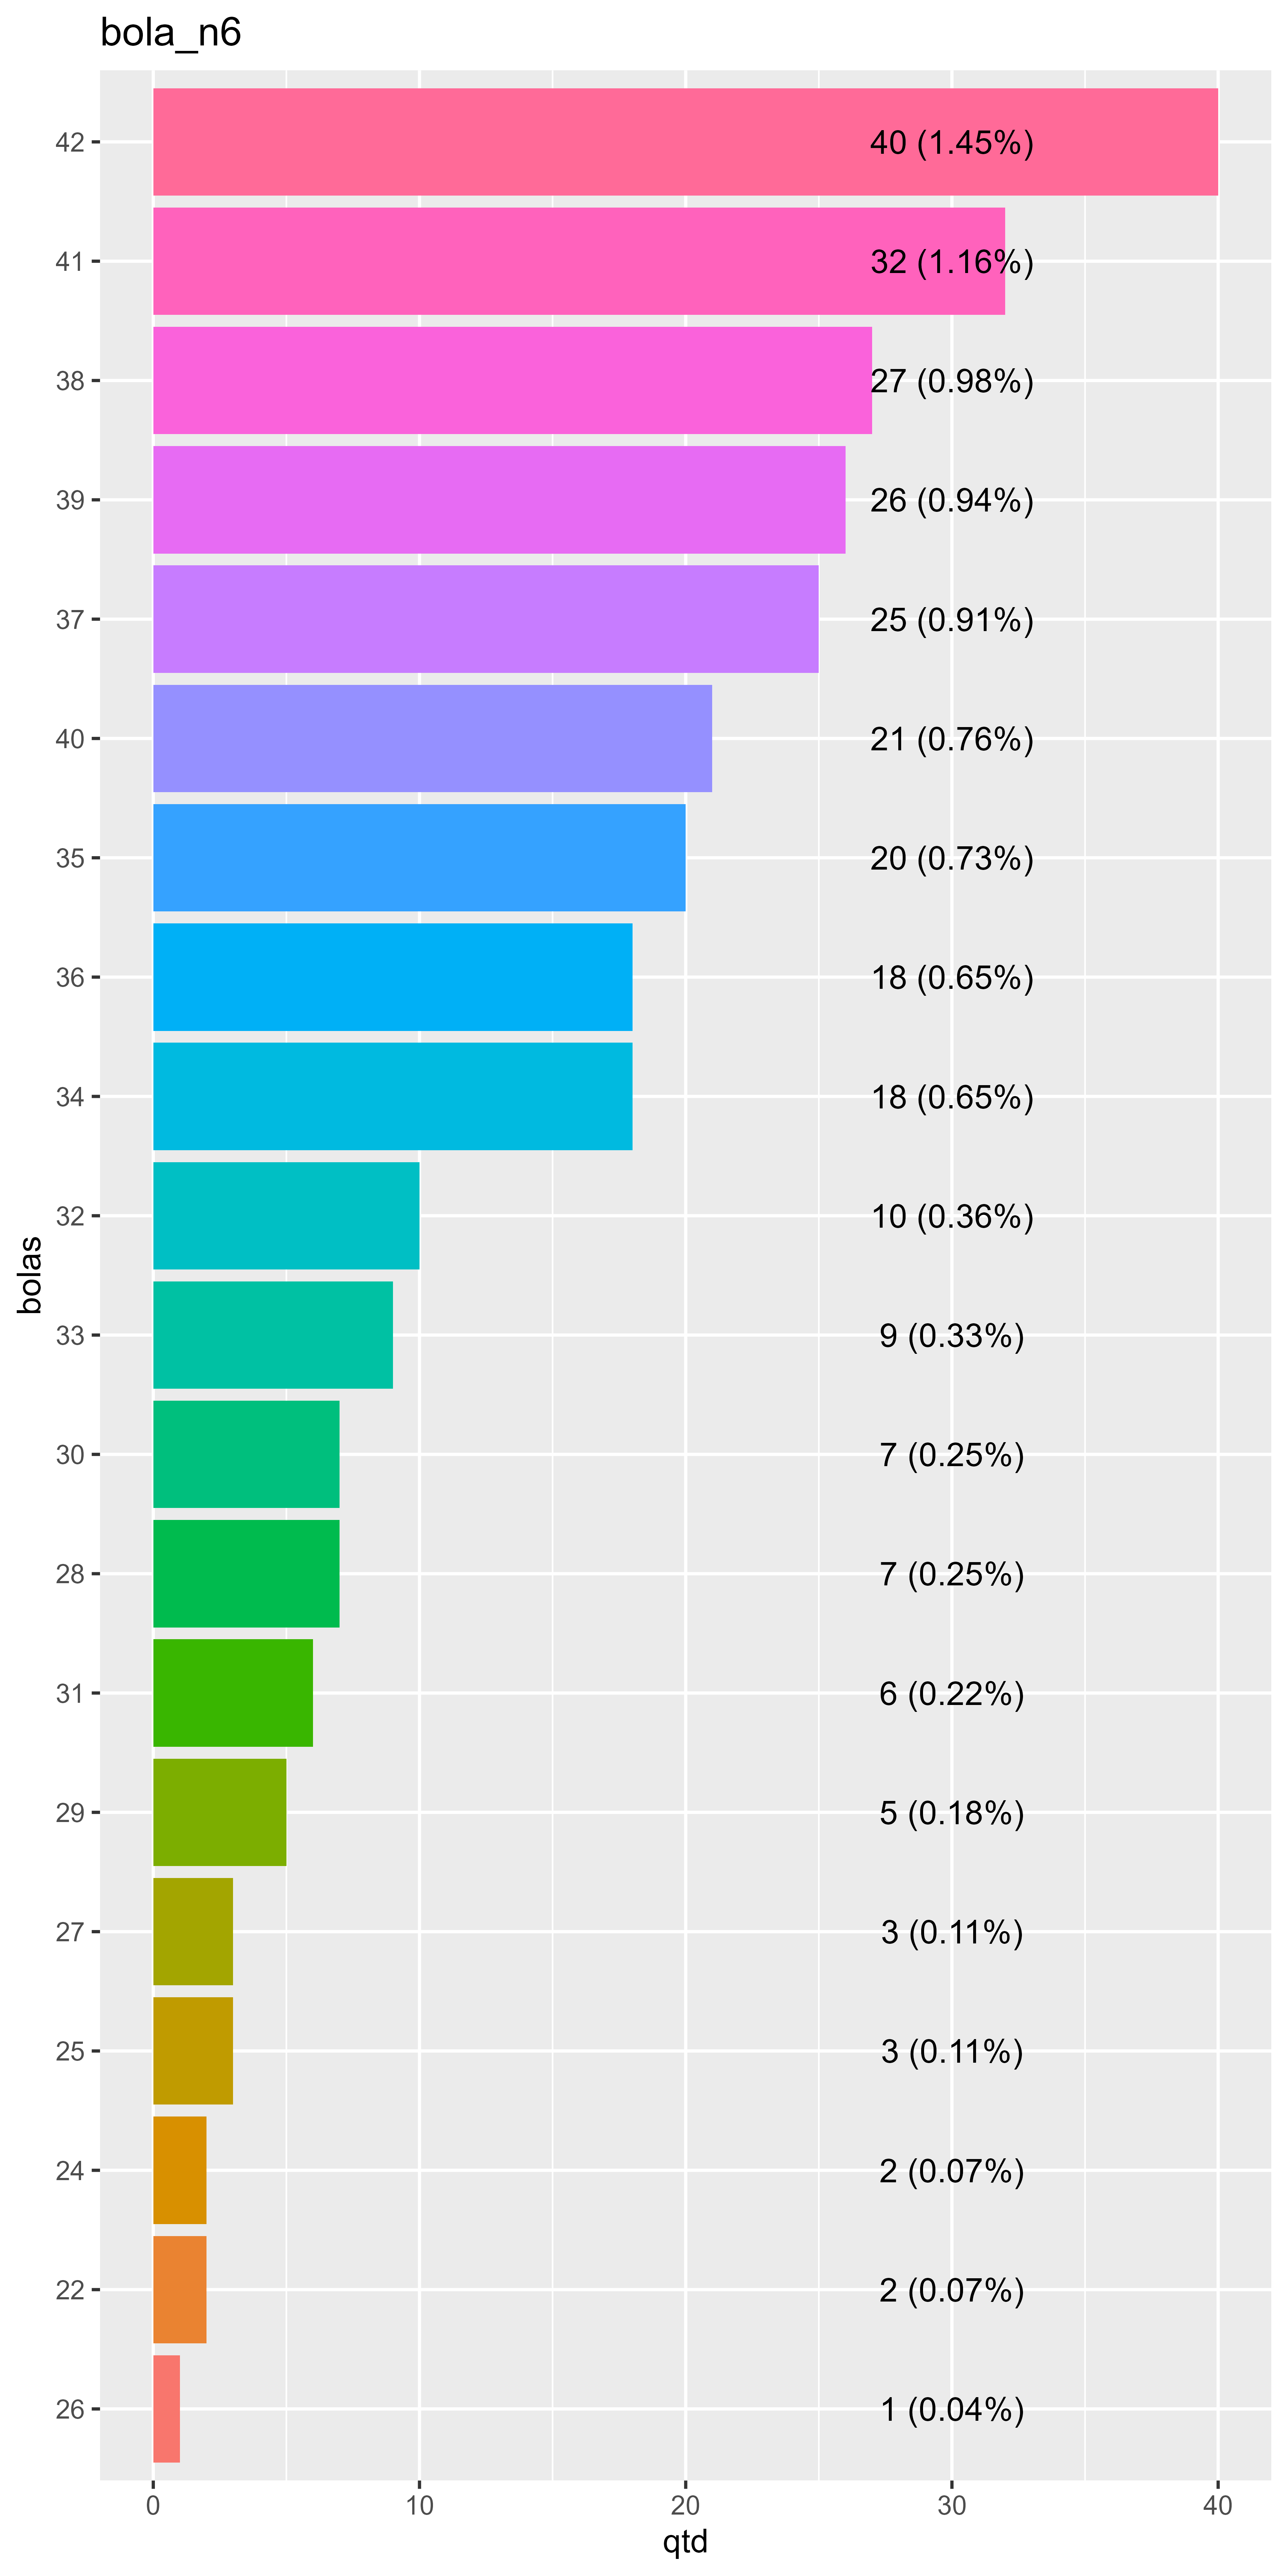 bola_n6
42 40 (1.45%)
41 32 (1.16%)
38 27 (0.98%)
39 26 (0.94%)
37 25 (0.91%)
40 21 (0.76%)
35 20 (0.73%)
36 18 (0.65%)
34 18 (0.65%)
32 10 (0.36%)
33 9 (0.33%)
30 7 (0.25%)
28 7 (0.25%)
31 6 (0.22%)
29 5 (0.18%)
27 3 (0.11%)
25 3 (0.11%)
24 2 (0.07%)
22 2 (0.07%)
26 1 (0.04%)
bolas
0 10 20 30 40
qtd